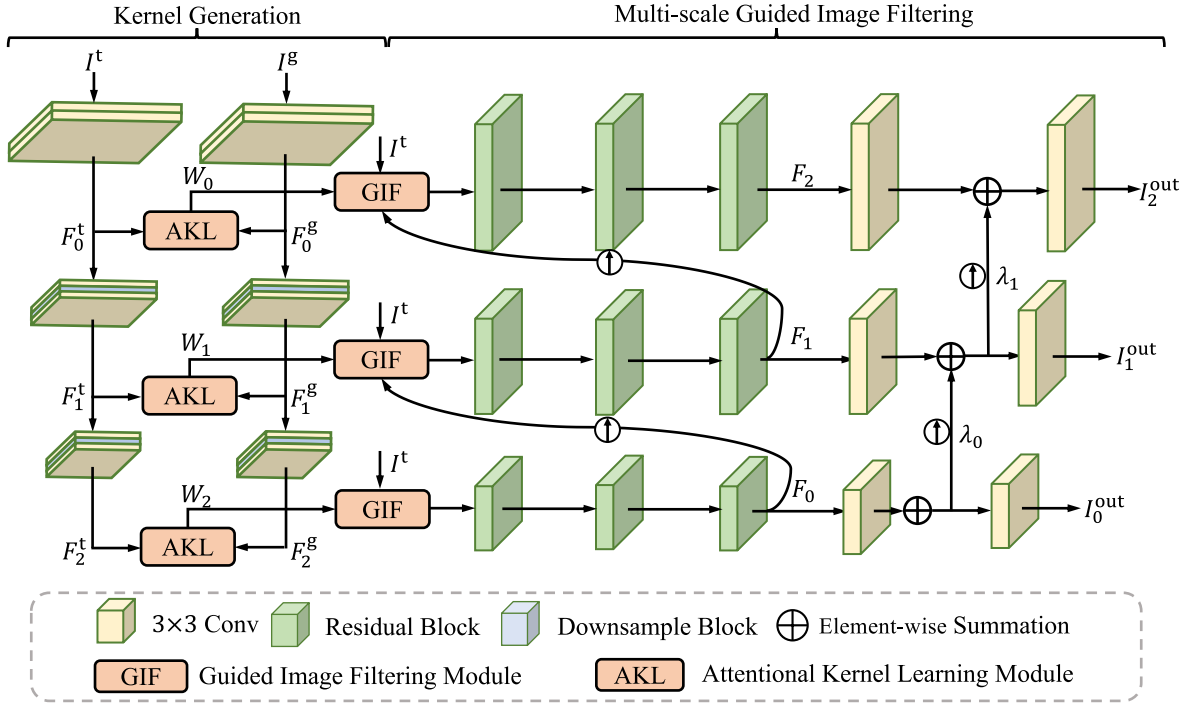 Kernel Generation
Multi-scale Guided Image Filtering
I^t
I^g
W_0
I^t
GIF
F_2
I_2^out
F_0^t
AKL
F_0^g
λ_1
W_1
I^t
GIF
F_1
I_1^out
F_1^t
AKL
F_1^g
λ_0
W_2
I^t
GIF
F_0
I_0^out
F_2^t
AKL
F_2^g
3×3 Conv
Residual Block
Downsample Block
Element-wise Summation
GIF
Guided Image Filtering Module
AKL
Attentional Kernel Learning Module